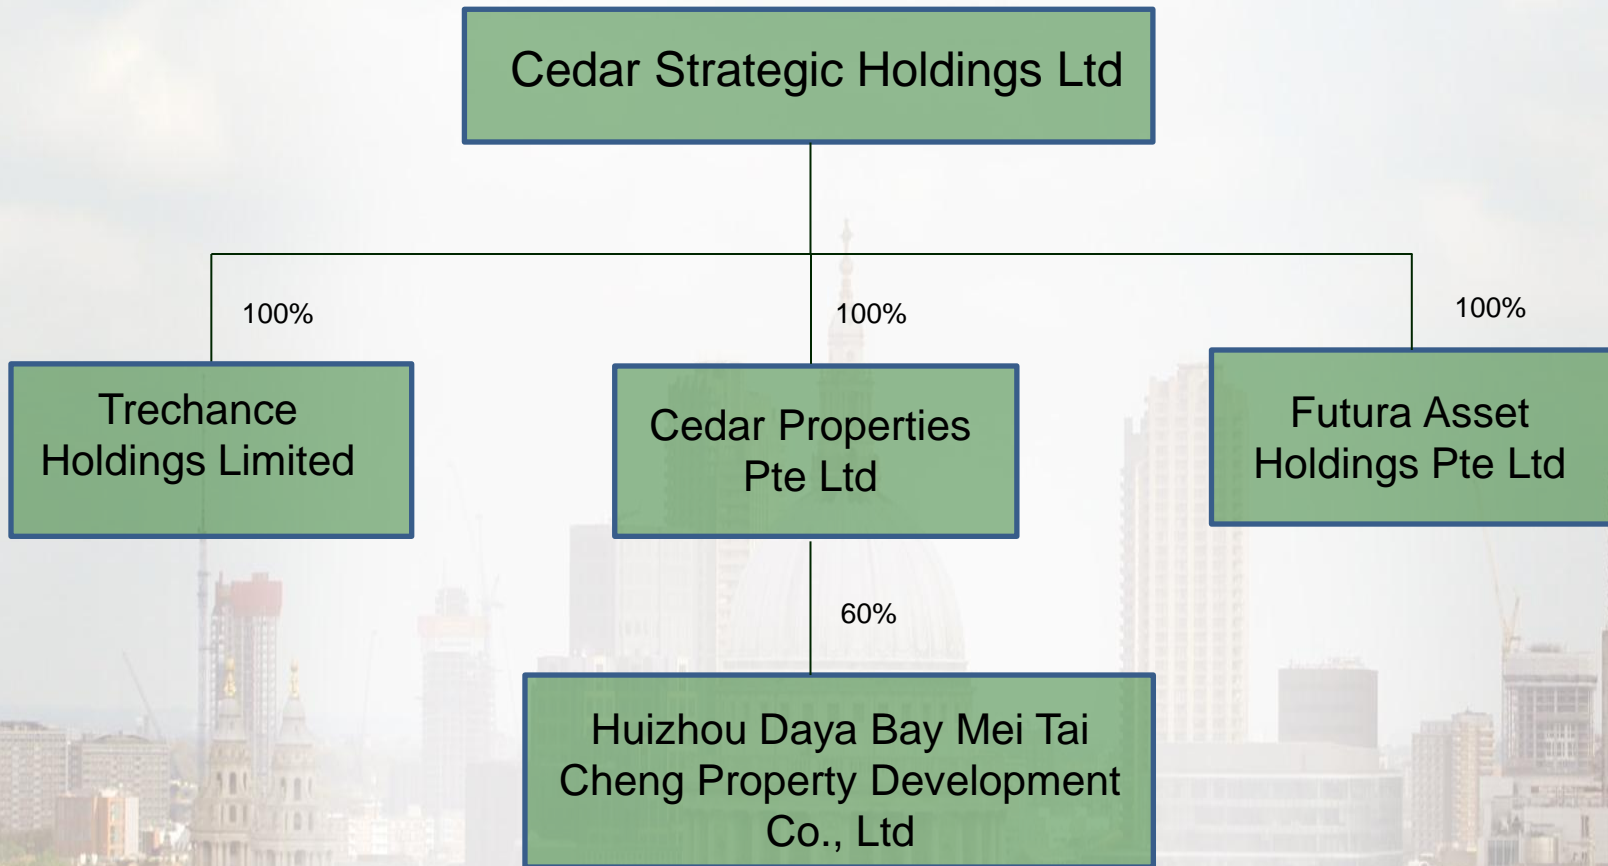 Cedar Strategic Holdings Ltd
100%
100%
100%
Trechance
Holdings Limited
Cedar Properties
Pte Ltd
Futura Asset
Holdings Pte Ltd
60%
Huizhou Daya Bay Mei Tai
Cheng Property Development
Co., Ltd